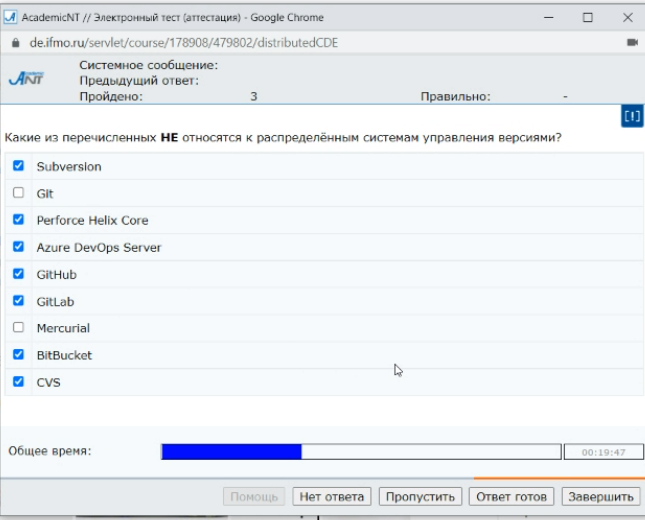 AcademicNT // Электронный тест (аттестация) - Google Chrome
de.ifmo.ru/servlet/course/178908/479802/distributedCDE
Academic NT
Системное сообщение:
Предыдущий ответ:
Пройдено: 3 Правильно: -
[!]
Какие из перечисленных НЕ относятся к распределённым системам управления версиями?
Subversion
Git
Perforce Helix Core
Azure DevOps Server
GitHub
GitLab
Mercurial
BitBucket
CVS
Общее время: 00:19:47
Помощь Нет ответа Пропустить Ответ готов Завершить